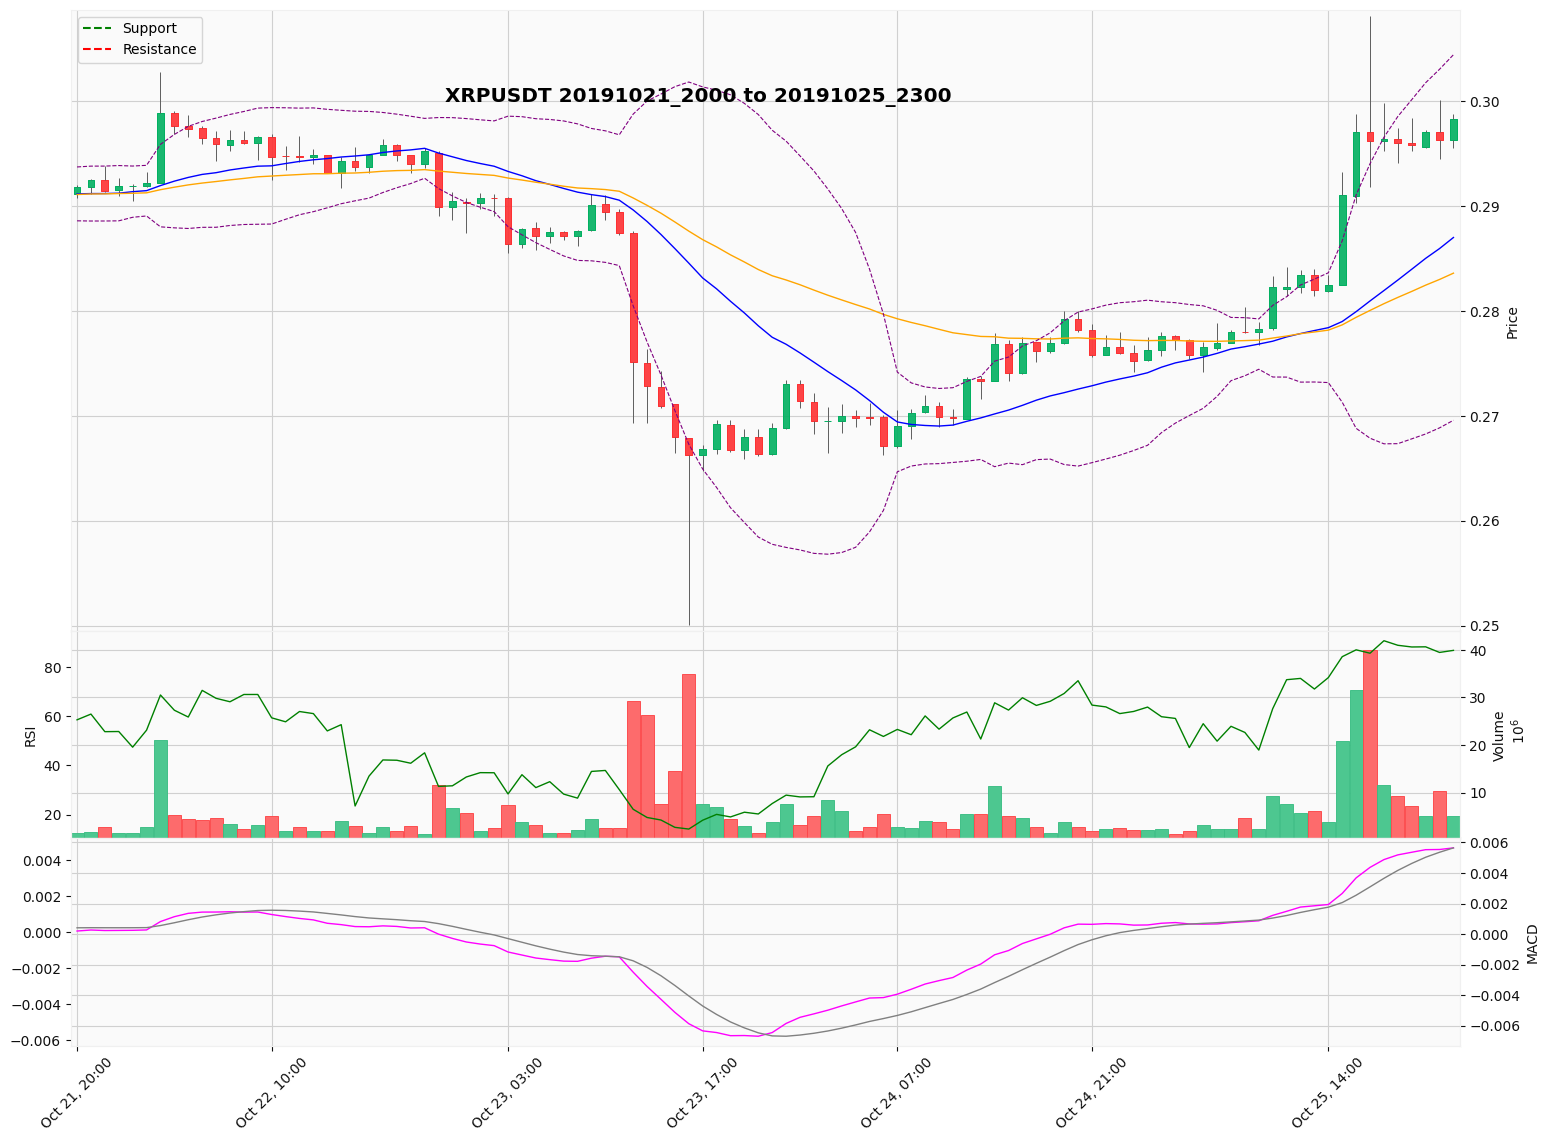 Support
Resistance
XRPUSDT 20191021_2000 to 20191025_2300
0.30
0.29
0.28
0.27
0.26
0.25
Price
80
60
40
20
RSI
40
30
20
10
Volume
10^6
0.004
0.002
0.000
−0.002
−0.004
−0.006
0.006
0.004
0.002
0.000
−0.002
−0.004
−0.006
MACD
Oct 21, 20:00
Oct 22, 10:00
Oct 23, 03:00
Oct 23, 17:00
Oct 24, 07:00
Oct 24, 21:00
Oct 25, 14:00